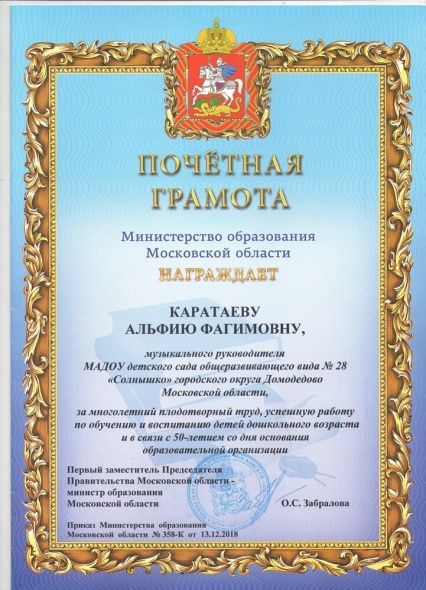 ПОЧЁТНАЯ
ГРАМОТА
Министерство образования
Московской области
НАГРАЖДАЕТ
КАРАТАЕВУ
АЛЬФИЮ ФАГИМОВНУ,
музыкального руководителя
МАДОУ детского сада общеразвивающего вида № 28
«Солнышко» городского округа Домодедово
Московской области,
за многолетний плодотворный труд, успешную работу
по обучению и воспитанию детей дошкольного возраста
и в связи с 50-летием со дня основания
образовательной организации
Первый заместитель Председателя
Правительства Московской области -
министр образования
Московской области О.С. Забралова
Приказ Министерства образования
Московской области № 358-К от 13.12.2018